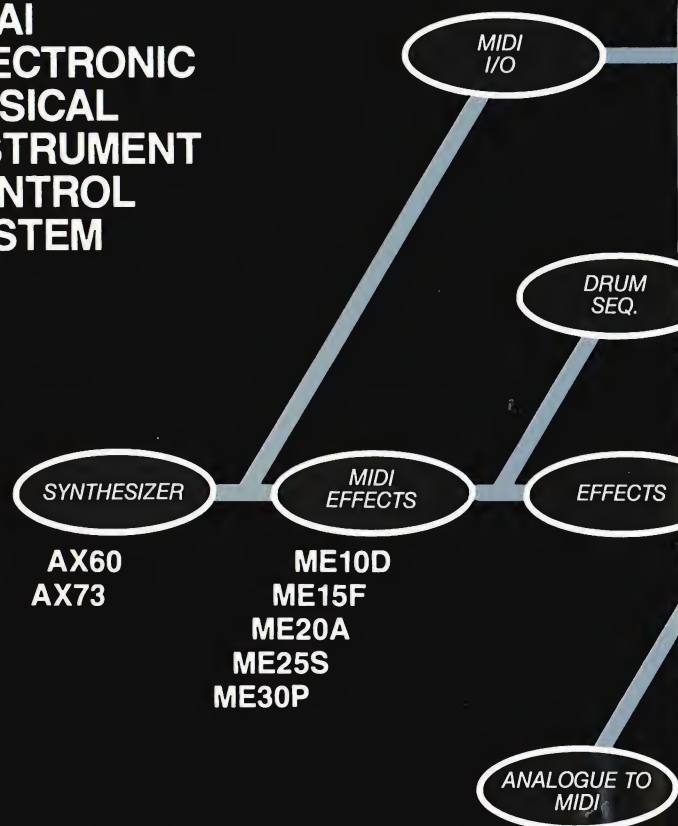 AI
ECTRONIC
SICAL
STRUMENT
NTROL
STEM
MIDI
I/O
DRUM
SEQ.
SYNTHESIZER
MIDI
EFFECTS
EFFECTS
AX60
AX73
ME10D
ME15F
ME20A
ME25S
ME30P
ANALOGUE TO
MIDI